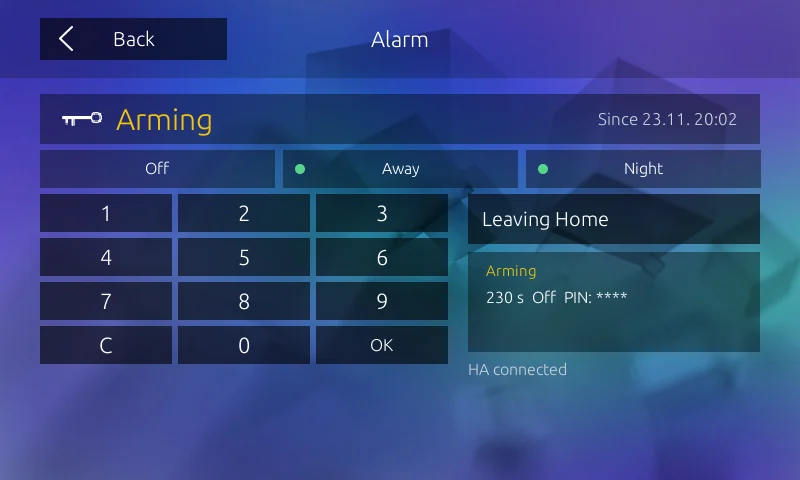 Back
Alarm
Arming
Since 23.11. 20:02
Off
Away
Night
1 2 3
4 5 6
7 8 9
C 0 OK
Leaving Home
Arming
230 s Off PIN: ****
HA connected